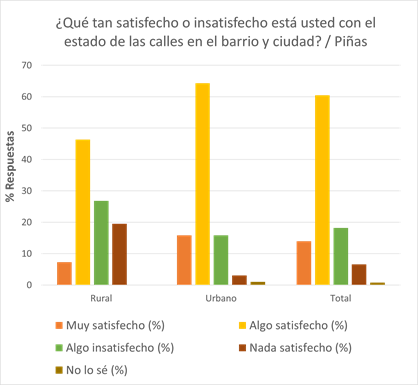 ¿Qué tan satisfecho o insatisfecho está usted con el
estado de las calles en el barrio y ciudad? / Piñas
70
60
50
40
30
20
10
0
% Respuestas
Rural
Urbano
Total
Muy satisfecho (%)
Algo satisfecho (%)
Algo insatisfecho (%)
Nada satisfecho (%)
No lo sé (%)